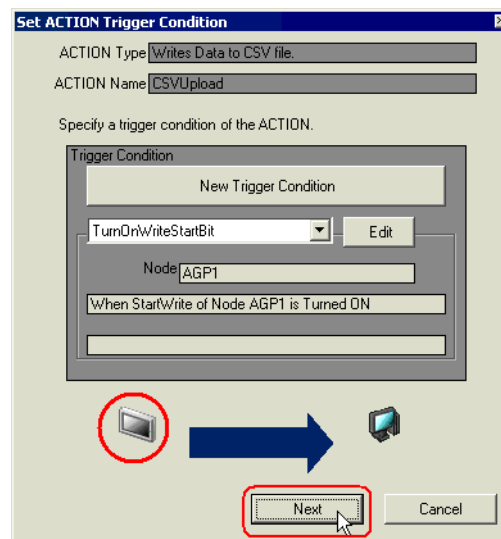 Set ACTION Trigger Condition
ACTION Type Writes Data to CSV file.
ACTION Name CSVUpload
Specify a trigger condition of the ACTION.
Trigger Condition
New Trigger Condition
TurnOnWriteStartBit Edit
Node AGP1
When StartWrite of Node AGP1 is Turned ON
Next Cancel